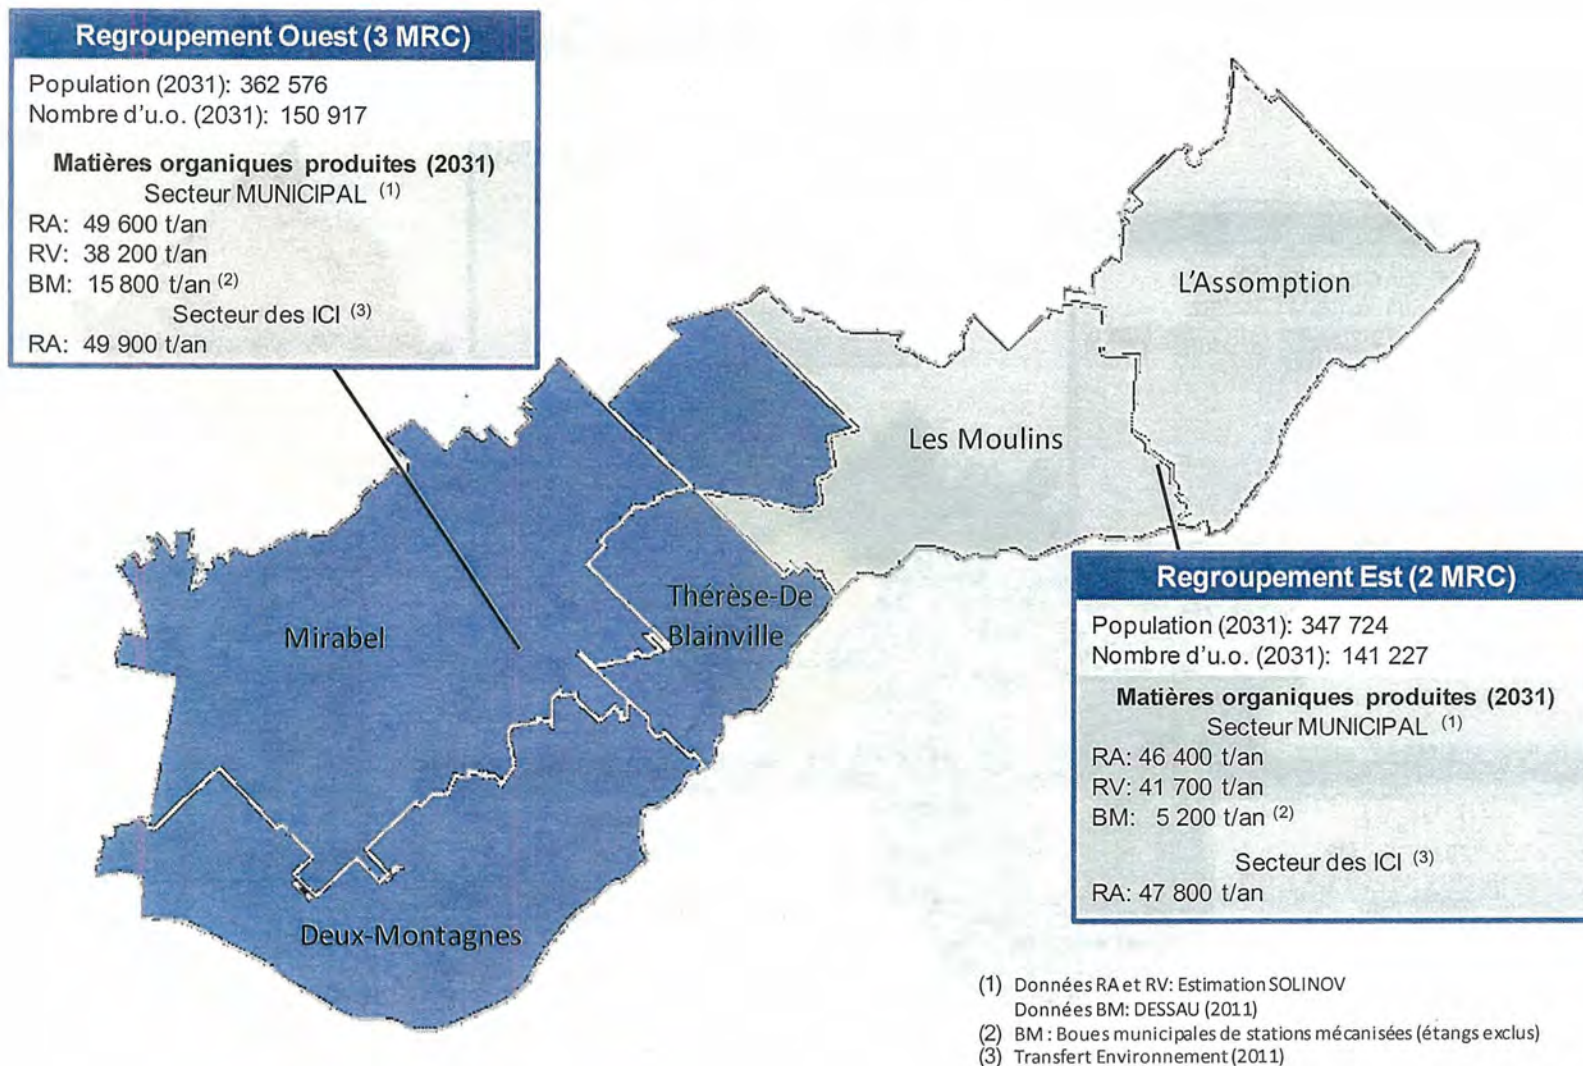 Regroupement Ouest (3 MRC)
Population (2031): 362 576
Nombre d'u.o. (2031): 150 917
Matières organiques produites (2031)
Secteur MUNICIPAL (1)
RA: 49 600 t/an
RV: 38 200 t/an
BM: 15 800 t/an (2)
Secteur des ICI (3)
RA: 49 900 t/an
L'Assomption
Les Moulins
Thérèse-De
Blainville
Mirabel
Deux-Montagnes
Regroupement Est (2 MRC)
Population (2031): 347 724
Nombre d'u.o. (2031): 141 227
Matières organiques produites (2031)
Secteur MUNICIPAL (1)
RA: 46 400 t/an
RV: 41 700 t/an
BM: 5 200 t/an (2)
Secteur des ICI (3)
RA: 47 800 t/an
(1) Données RA et RV: Estimation SOLINOV
Données BM: DESSAU (2011)
(2) BM : Boues municipales de stations mécanisées (étangs exclus)
(3) Transfert Environnement (2011)